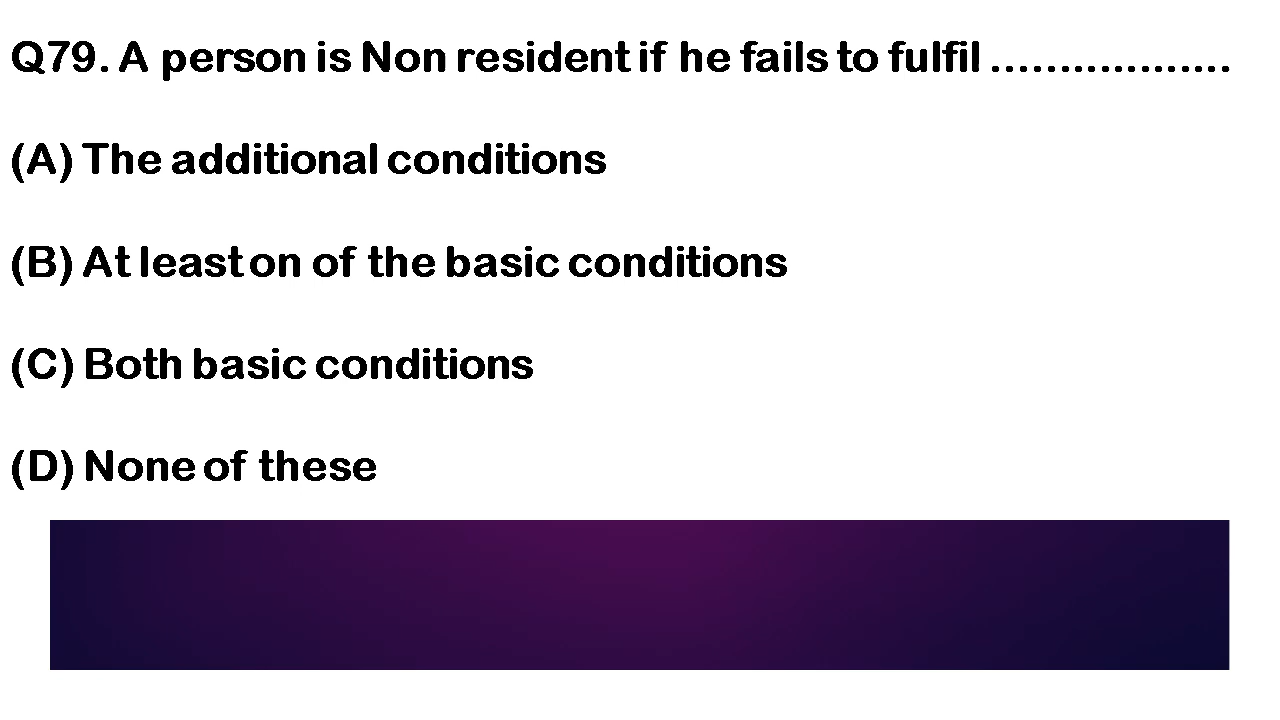 Q79. A person is Non resident if he fails to fulfil ..................
(A) The additional conditions
(B) At least on of the basic conditions
(C) Both basic conditions
(D) None of these